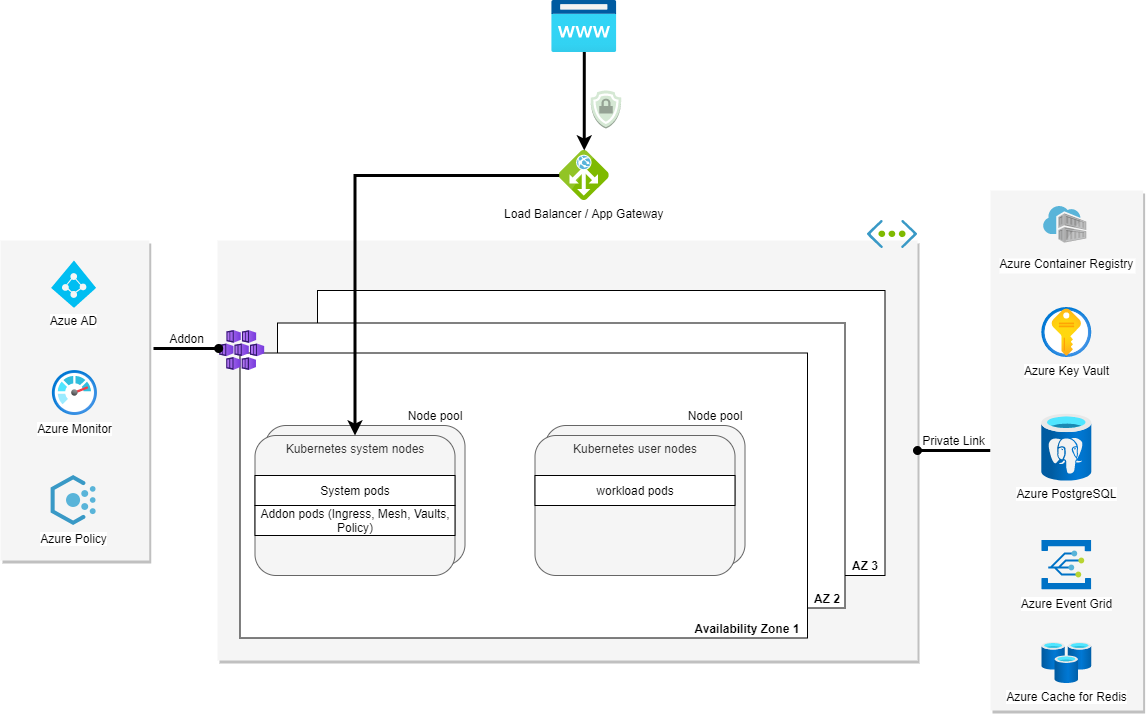 WWW
Load Balancer / App Gateway
Azue AD
Azure Monitor
Azure Policy
Addon
Node pool
Kubernetes system nodes
System pods
Addon pods (Ingress, Mesh, Vaults,
Policy)
Node pool
Kubernetes user nodes
workload pods
Availability Zone 1
AZ 2
AZ 3
Private Link
Azure Container Registry
Azure Key Vault
Azure PostgreSQL
Azure Event Grid
Azure Cache for Redis